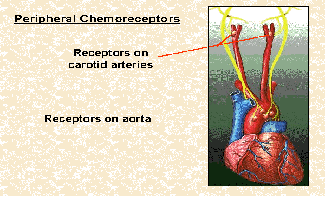 Peripheral Chemoreceptors
Receptors on
carotid arteries
Receptors on aorta